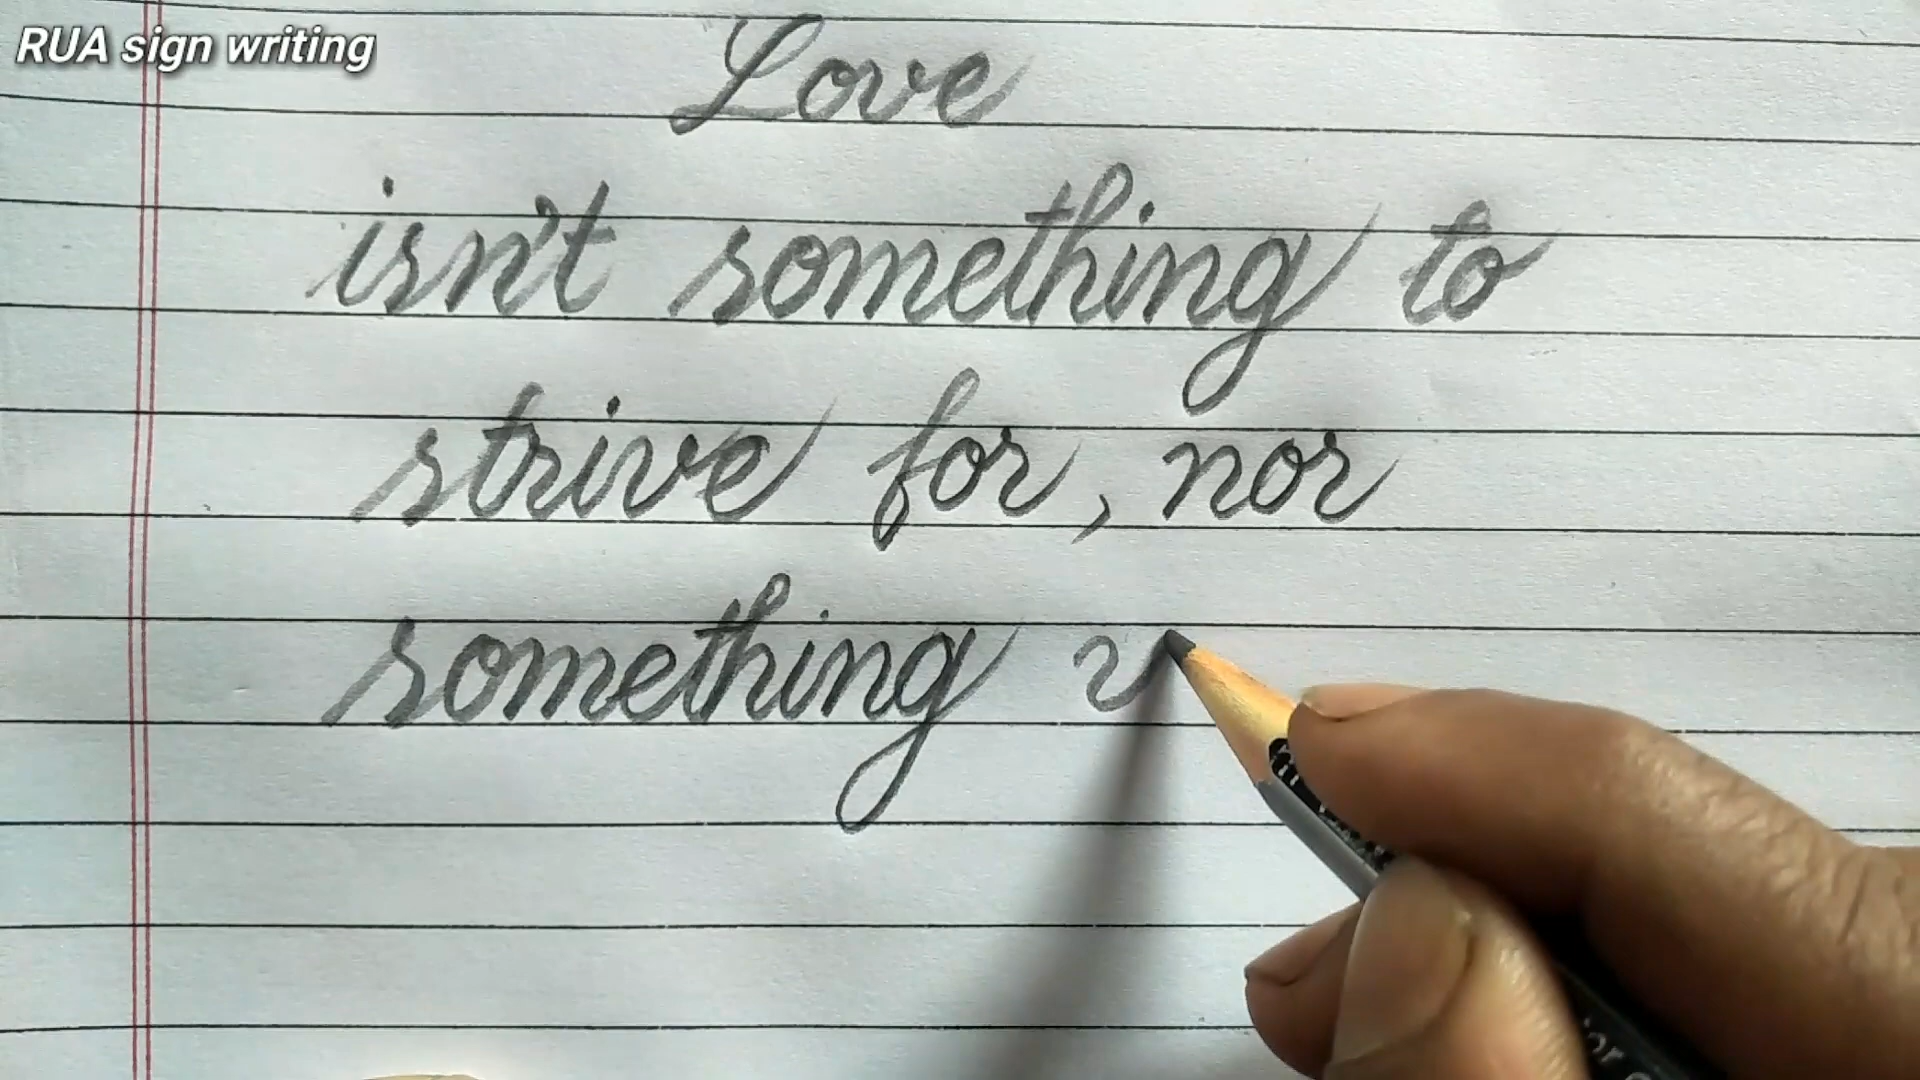 RUA sign writing
Love
isn't something to
strive for, nor
something